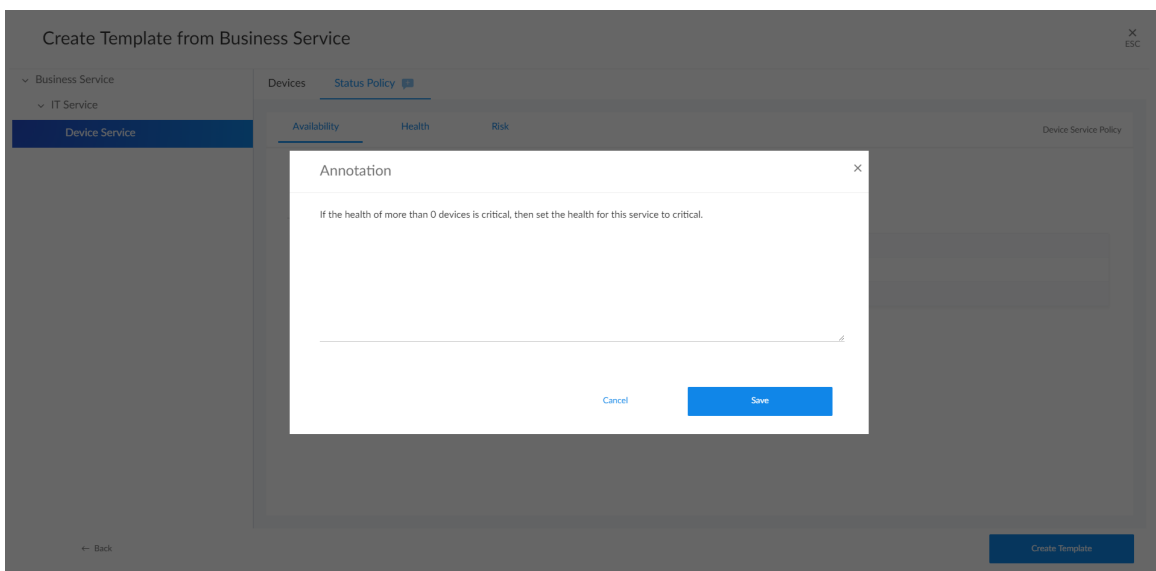 Create Template from Business Service
×
ESC
Business Service
IT Service
Device Service
Devices Status Policy
Availability Health Risk Device Service Policy
Annotation ×
If the health of more than 0 devices is critical, then set the health for this service to critical.
Cancel Save
← Back Create Template